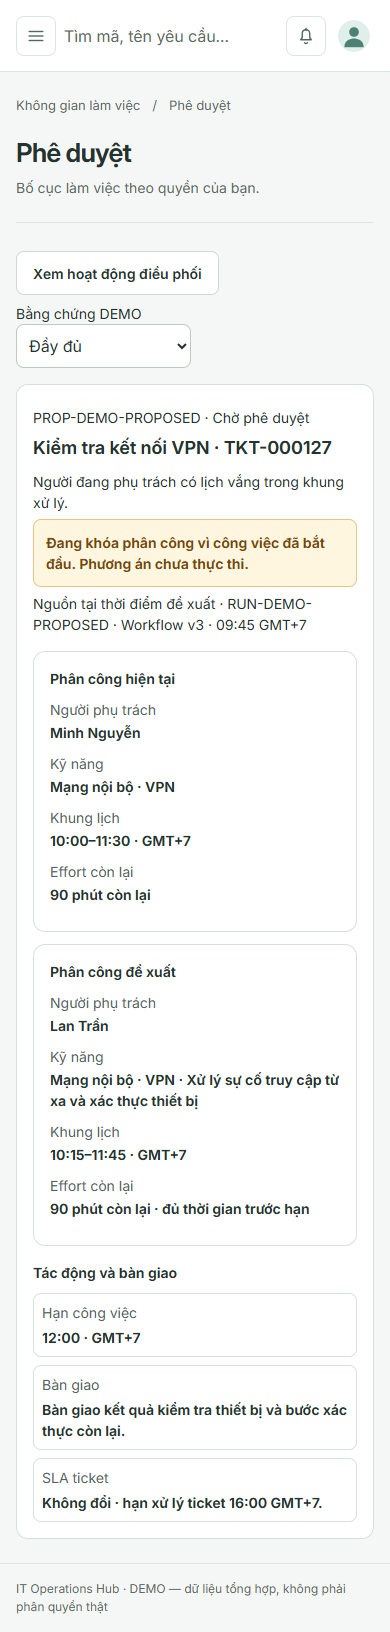 Tìm mã, tên yêu cầu...
Không gian làm việc / Phê duyệt
Phê duyệt
Bố cục làm việc theo quyền của bạn.
Xem hoạt động điều phối
Bằng chứng DEMO
Đầy đủ
PROP-DEMO-PROPOSED · Chờ phê duyệt
Kiểm tra kết nối VPN · TKT-000127
Người đang phụ trách có lịch vắng trong khung
xử lý.
Đang khóa phân công vì công việc đã bắt
đầu. Phương án chưa thực thi.
Nguồn tại thời điểm đề xuất · RUN-DEMO-
PROPOSED · Workflow v3 · 09:45 GMT+7
Phân công hiện tại
Người phụ trách
Minh Nguyễn
Kỹ năng
Mạng nội bộ · VPN
Khung lịch
10:00–11:30 · GMT+7
Effort còn lại
90 phút còn lại
Phân công đề xuất
Người phụ trách
Lan Trần
Kỹ năng
Mạng nội bộ · VPN · Xử lý sự cố truy cập từ
xa và xác thực thiết bị
Khung lịch
10:15–11:45 · GMT+7
Effort còn lại
90 phút còn lại · đủ thời gian trước hạn
Tác động và bàn giao
Hạn công việc
12:00 · GMT+7
Bàn giao
Bàn giao kết quả kiểm tra thiết bị và bước xác
thực còn lại.
SLA ticket
Không đổi · hạn xử lý ticket 16:00 GMT+7.
IT Operations Hub · DEMO — dữ liệu tổng hợp, không phải
phân quyền thật